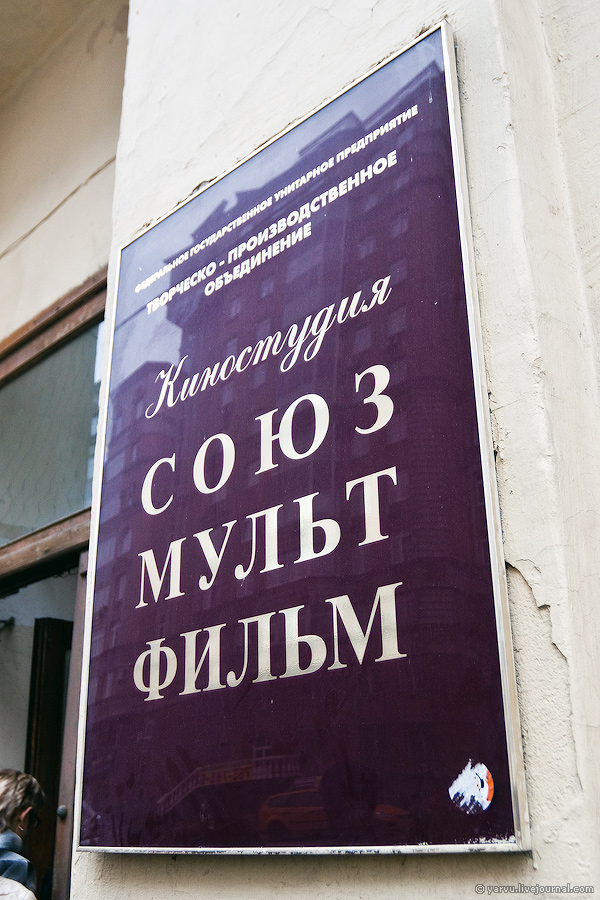 ФЕДЕРАЛЬНОЕ ГОСУДАРСТВЕННОЕ УНИТАРНОЕ ПРЕДПРИЯТИЕ
ТВОРЧЕСКО - ПРОИЗВОДСТВЕННОЕ
ОБЪЕДИНЕНИЕ
Киностудия
СОЮЗ
МУЛЬТ
ФИЛЬМ
© yarvu.livejournal.com